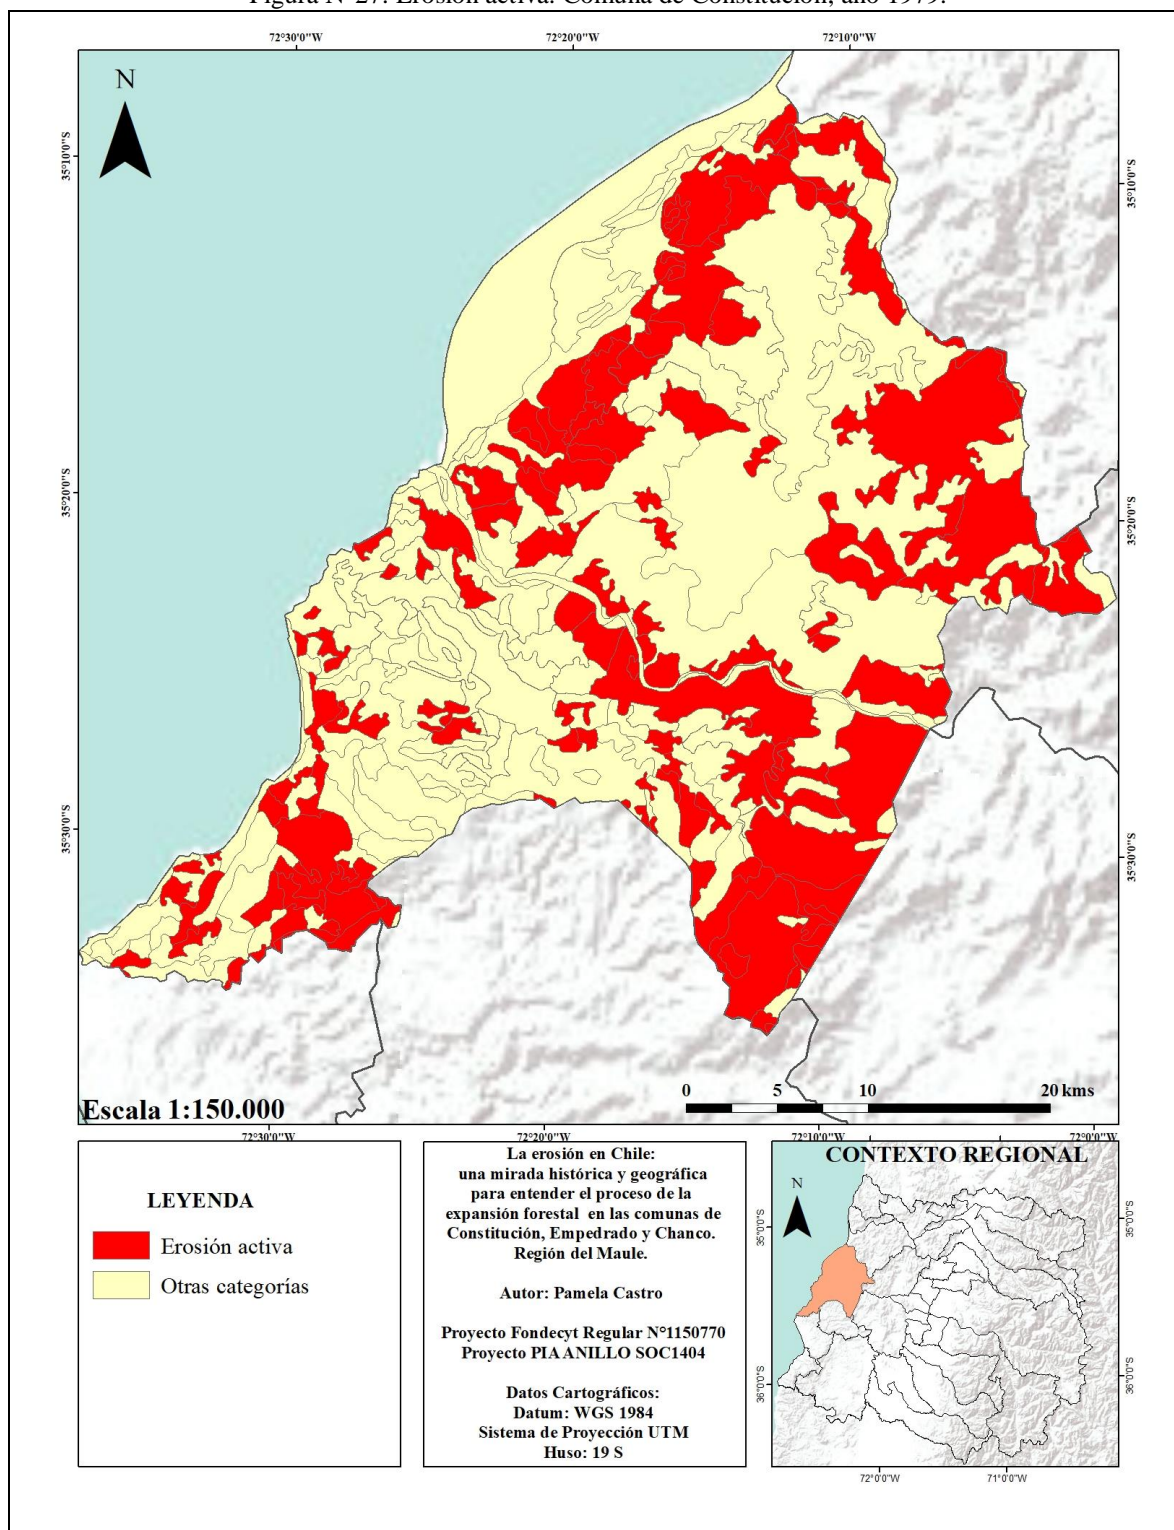 Figura N°27. Erosión activa. Comuna de Constitución, año 1979.
72°30'0"W
72°20'0"W
72°10'0"W
N
35°10'0"S
35°10'0"S
35°20'0"S
35°20'0"S
35°30'0"S
35°30'0"S
0 5 10 20 kms
Escala 1:150.000
72°30'0"W
72°20'0"W
72°10'0"W
72°0'0"W
LEYENDA
Erosión activa
Otras categorías
La erosión en Chile:
una mirada histórica y geográfica
para entender el proceso de la
expansión forestal en las comunas de
Constitución, Empedrado y Chanco.
Región del Maule.
Autor: Pamela Castro
Proyecto Fondecyt Regular N°1150770
Proyecto PIA ANILLO SOC1404
Datos Cartográficos:
Datum: WGS 1984
Sistema de Proyección UTM
Huso: 19 S
CONTEXTO REGIONAL
N
35°0'0"S
35°0'0"S
36°0'0"S
36°0'0"S
72°0'0"W
71°0'0"W